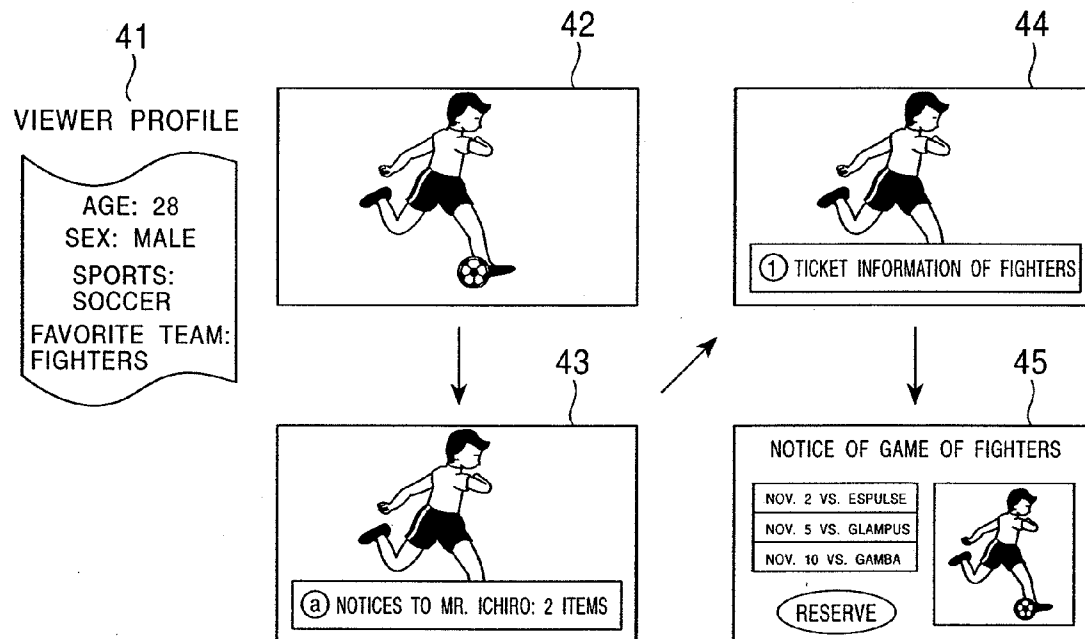 41
VIEWER PROFILE
AGE: 28
SEX: MALE
SPORTS:
SOCCER
FAVORITE TEAM:
FIGHTERS
42
43
ⓐ NOTICES TO MR. ICHIRO: 2 ITEMS
44
① TICKET INFORMATION OF FIGHTERS
45
NOTICE OF GAME OF FIGHTERS
NOV. 2 VS. ESPULSE
NOV. 5 VS. GLAMPUS
NOV. 10 VS. GAMBA
RESERVE